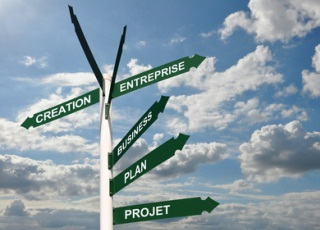 ENTREPRISE
CREATION
BUSINESS
PLAN
PROJET